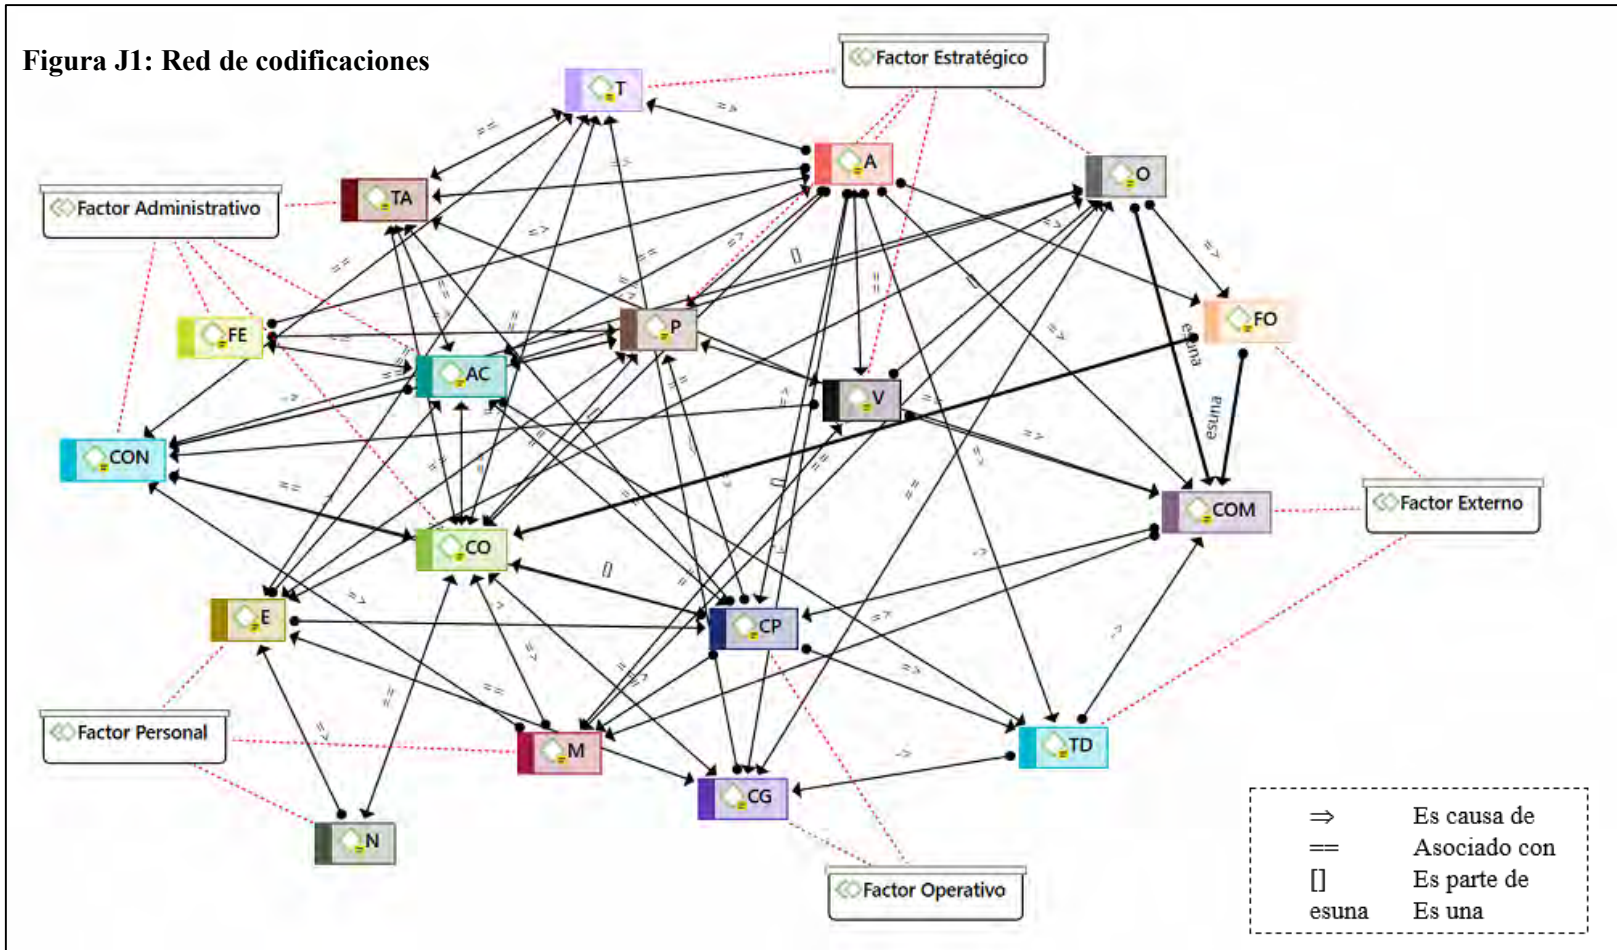 Figura J1: Red de codificaciones
Factor Estratégico
T
A
O
TA
Factor Administrativo
FE
P
FO
AC
V
CON
COM
Factor Externo
CO
E
CP
Factor Personal
M
TD
CG
N
Factor Operativo
==
=>
[]
esuna
esuna
⇒ Es causa de
== Asociado con
[] Es parte de
esuna Es una